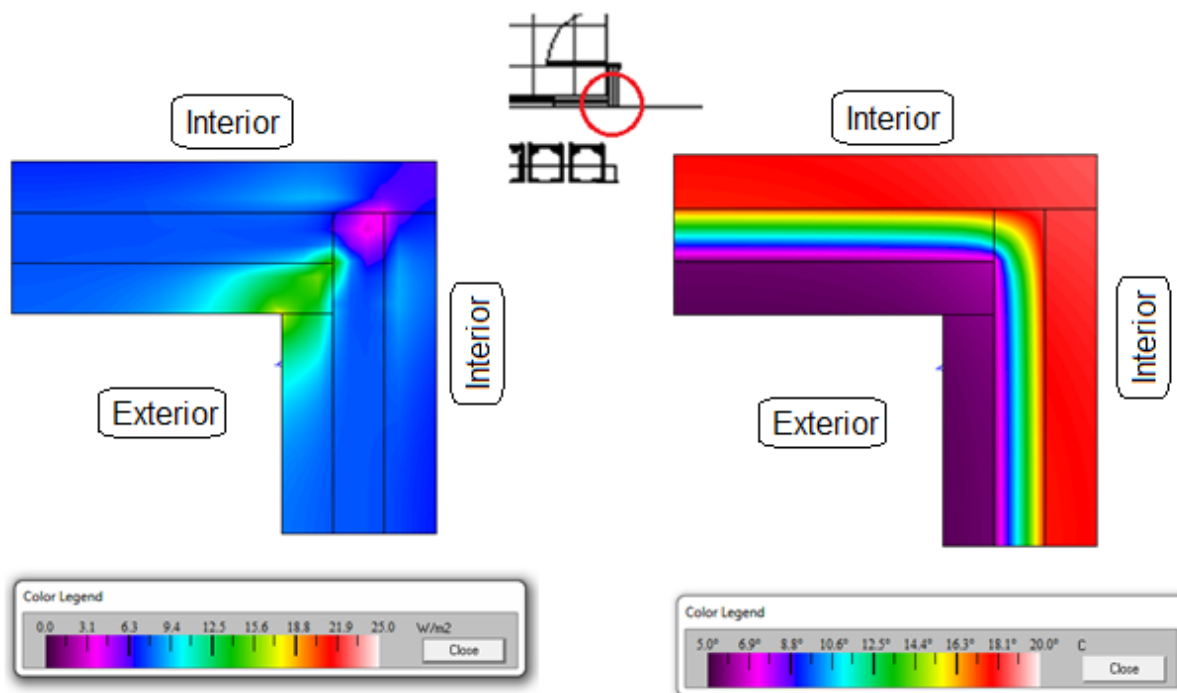 Interior
Interior
Interior
Interior
Exterior
Exterior
Color Legend
0.0 3.1 6.3 9.4 12.5 15.6 18.8 21.9 25.0 W/m2
Close
Color Legend
5.0° 6.9° 8.8° 10.6° 12.5° 14.4° 16.3° 18.1° 20.0° C
Close